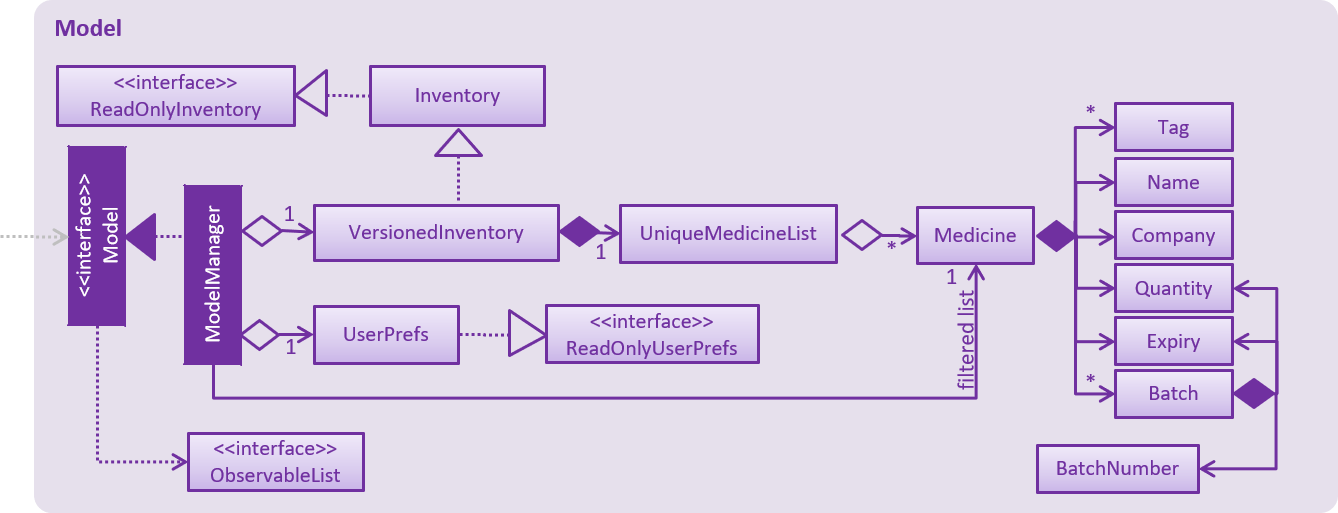 Model
<<interface>>
ReadOnlyInventory
Inventory
<<interface>>
Model
ModelManager
1
VersionedInventory
1
UniqueMedicineList
*
Medicine
*
Tag
Name
Company
Quantity
Expiry
*
Batch
BatchNumber
1
filtered list
1
UserPrefs
<<interface>>
ReadOnlyUserPrefs
<<interface>>
ObservableList